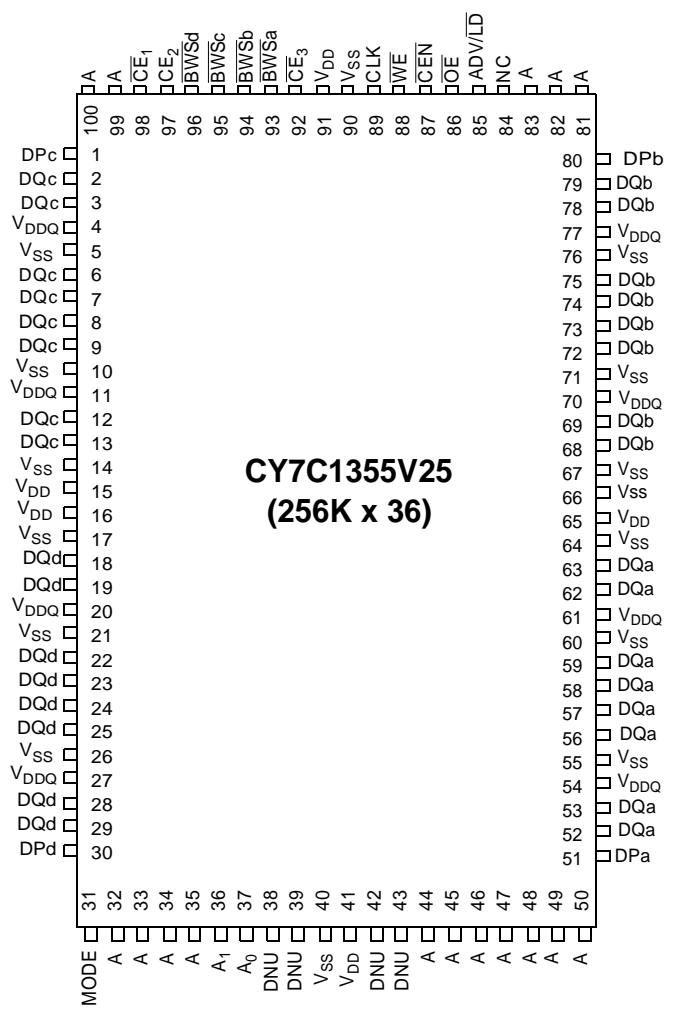 A
A
CE1
CE2
BWSd
BWSc
BWSb
BWSa
CE3
VDD
VSS
CLK
WE
CEN
OE
ADV/LD
NC
A
A
A
100
99
98
97
96
95
94
93
92
91
90
89
88
87
86
85
84
83
82
81
DPc 1
DQc 2
DQc 3
VDDQ 4
VSS 5
DQc 6
DQc 7
DQc 8
DQc 9
VSS 10
VDDQ 11
DQc 12
DQc 13
VSS 14
VDD 15
VDD 16
VSS 17
DQd 18
DQd 19
VDDQ 20
VSS 21
DQd 22
DQd 23
DQd 24
DQd 25
VSS 26
VDDQ 27
DQd 28
DQd 29
DPd 30
CY7C1355V25
(256K x 36)
80 DPb
79 DQb
78 DQb
77 VDDQ
76 VSS
75 DQb
74 DQb
73 DQb
72 DQb
71 VSS
70 VDDQ
69 DQb
68 DQb
67 VSS
66 Vss
65 VDD
64 VSS
63 DQa
62 DQa
61 VDDQ
60 VSS
59 DQa
58 DQa
57 DQa
56 DQa
55 VSS
54 VDDQ
53 DQa
52 DQa
51 DPa
31
32
33
34
35
36
37
38
39
40
41
42
43
44
45
46
47
48
49
50
MODE
A
A
A
A
A1
A0
DNU
DNU
VSS
VDD
DNU
DNU
A
A
A
A
A
A
A